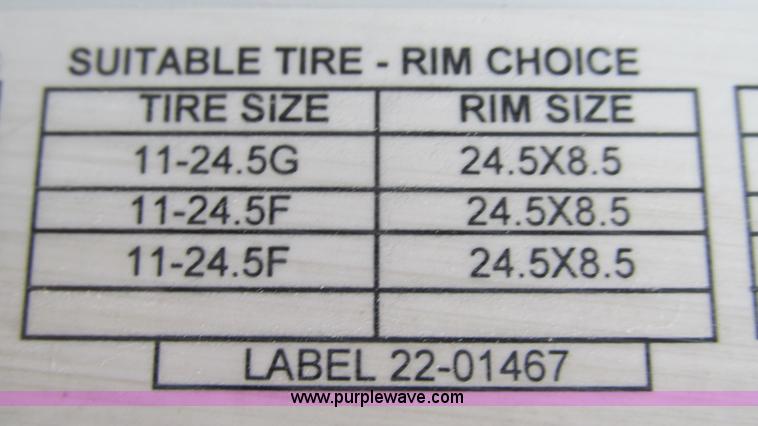 SUITABLE TIRE - RIM CHOICE
TIRE SiZE RIM SIZE
11-24.5G 24.5X8.5
11-24.5F 24.5X8.5
11-24.5F 24.5X8.5
LABEL 22-01467
www.purplewave.com